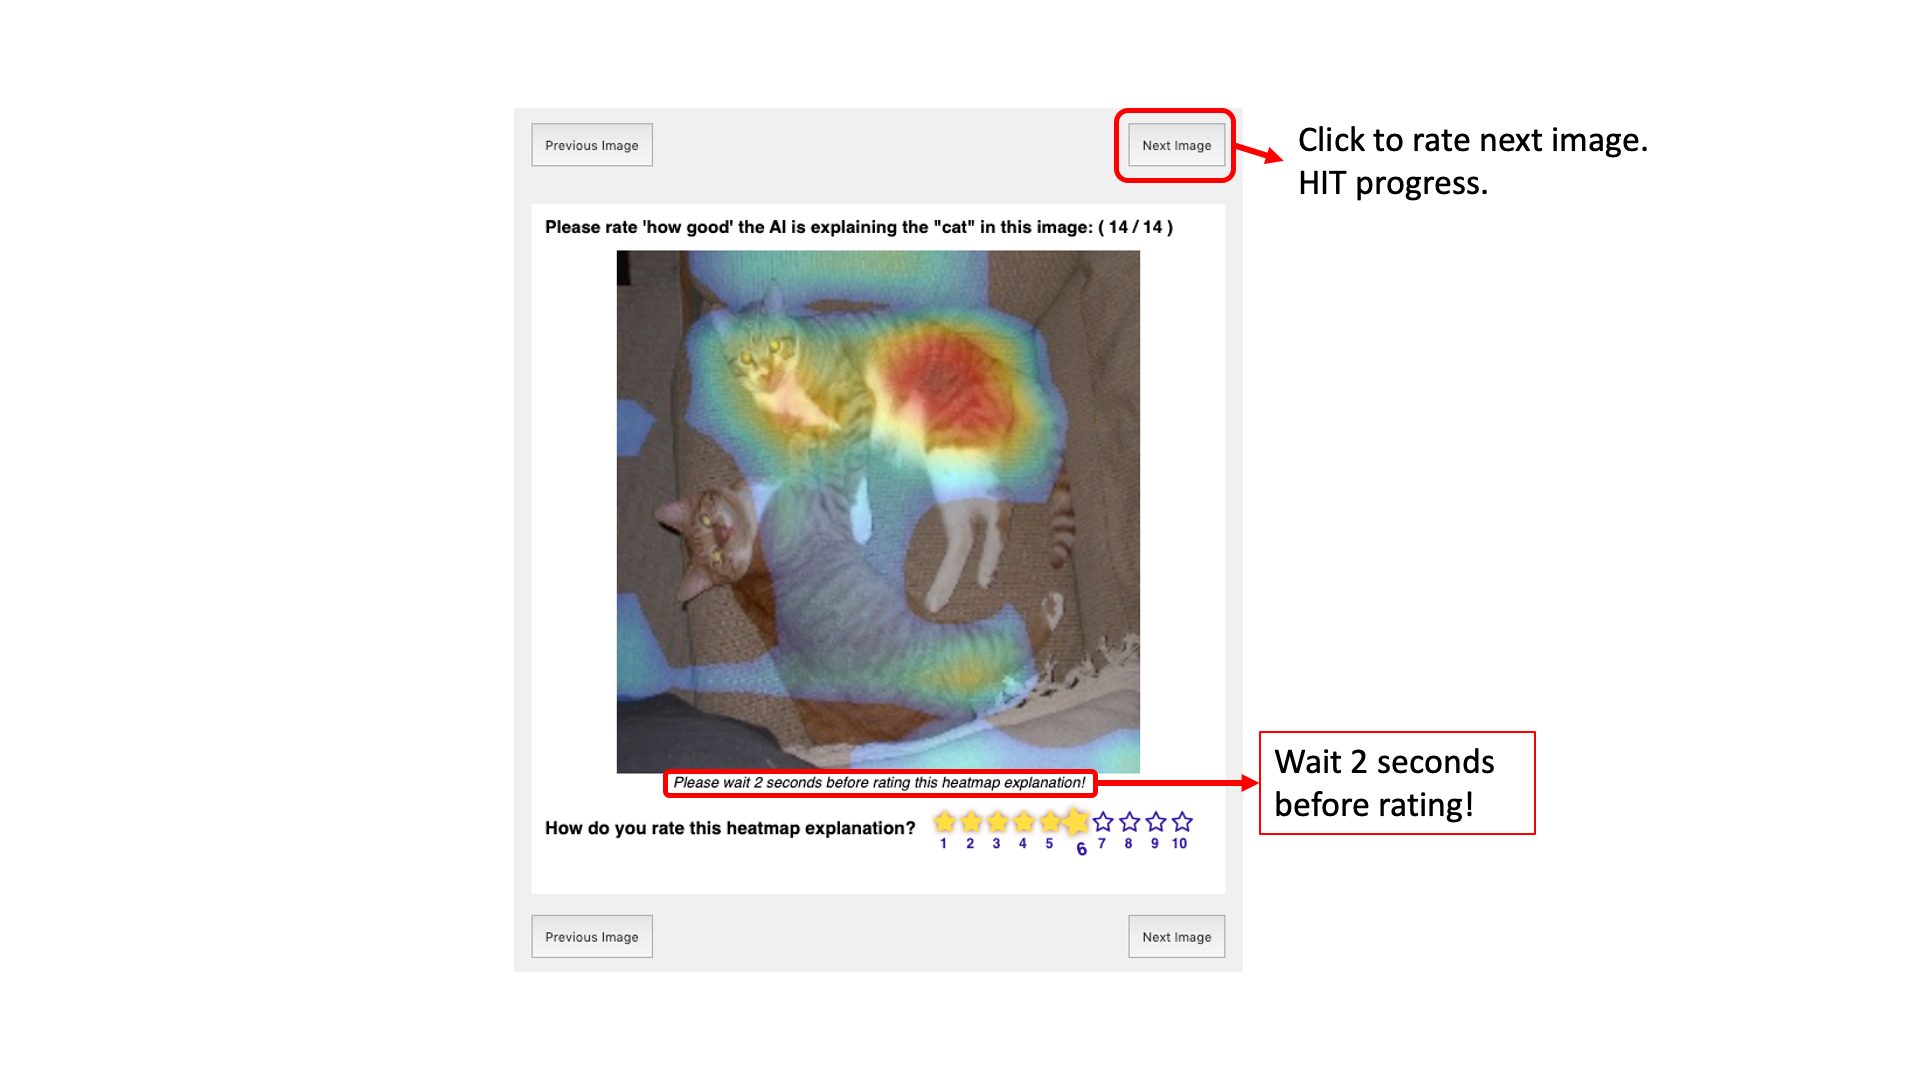 Previous Image
Next Image
Click to rate next image.
HIT progress.
Please rate 'how good' the AI is explaining the "cat" in this image: ( 14 / 14 )
Please wait 2 seconds before rating this heatmap explanation!
Wait 2 seconds
before rating!
How do you rate this heatmap explanation?
1 2 3 4 5 6 7 8 9 10
Previous Image
Next Image